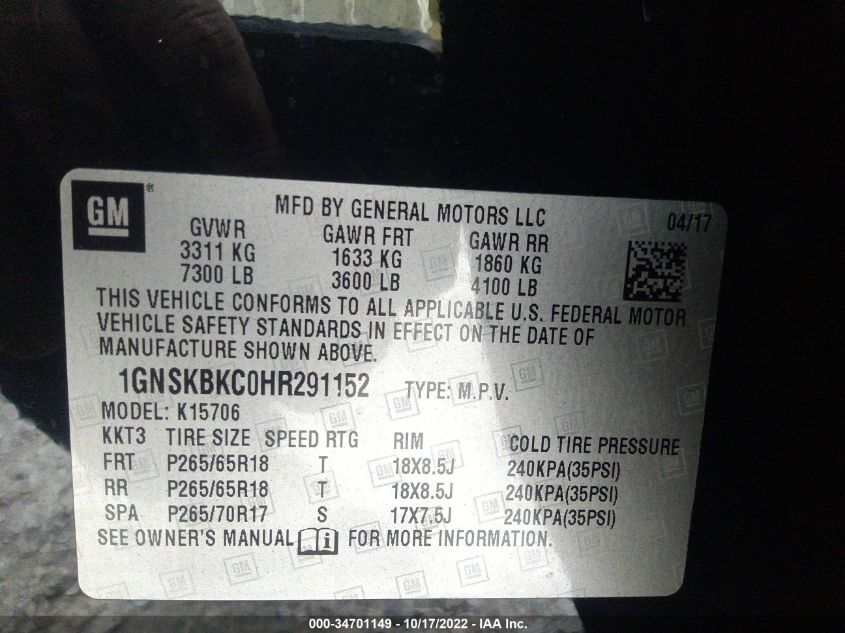 GM ®
MFD BY GENERAL MOTORS LLC 04/17
GVWR GAWR FRT GAWR RR
3311 KG 1633 KG 1860 KG
7300 LB 3600 LB 4100 LB
THIS VEHICLE CONFORMS TO ALL APPLICABLE U.S. FEDERAL MOTOR
VEHICLE SAFETY STANDARDS IN EFFECT ON THE DATE OF
MANUFACTURE SHOWN ABOVE.
1GNSKBKC0HR291152 TYPE: M.P.V.
MODEL: K15706
KKT3 TIRE SIZE SPEED RTG RIM COLD TIRE PRESSURE
FRT P265/65R18 T 18X8.5J 240KPA(35PSI)
RR P265/65R18 T 18X8.5J 240KPA(35PSI)
SPA P265/70R17 S 17X7.5J 240KPA(35PSI)
SEE OWNER'S MANUAL FOR MORE INFORMATION.
000-34701149 - 10/17/2022 - IAA Inc.